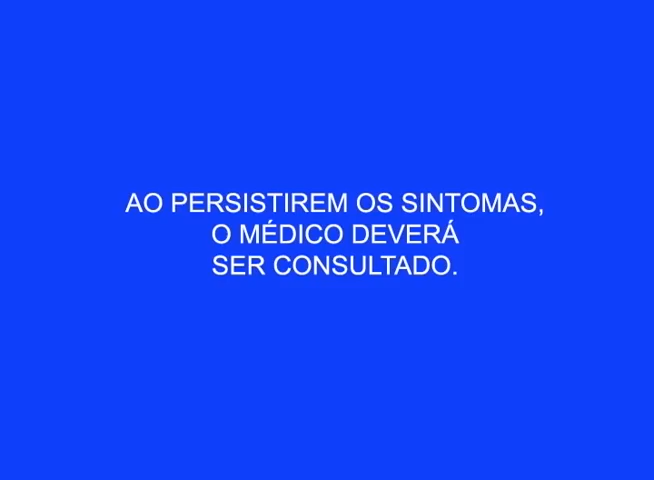 AO PERSISTIREM OS SINTOMAS,
O MÉDICO DEVERÁ
SER CONSULTADO.